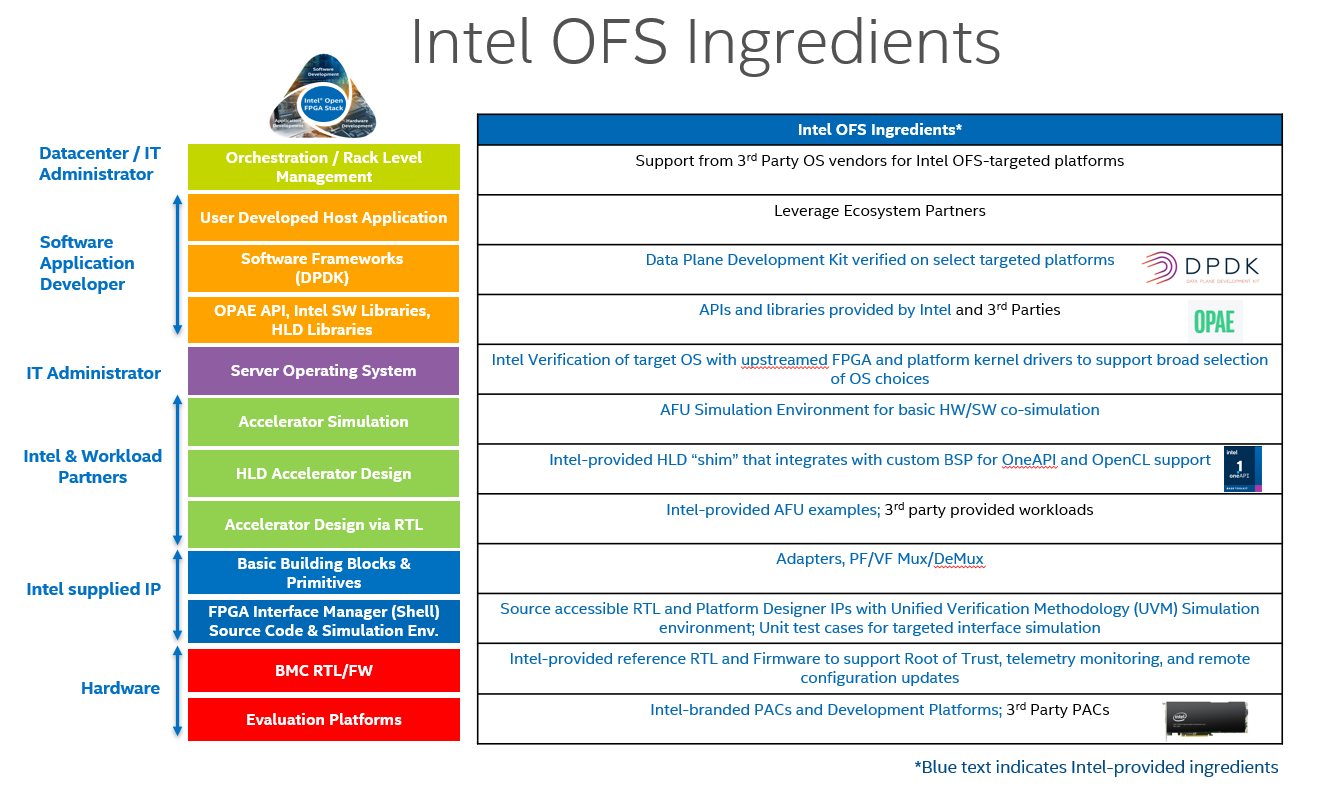 Intel OFS Ingredients
Software
Development
Intel® Open
FPGA Stack
Application
Development
Hardware
Development
Intel OFS Ingredients*
Datacenter / IT
Administrator
Orchestration / Rack Level
Management
Support from 3rd Party OS vendors for Intel OFS-targeted platforms
Software
Application
Developer
User Developed Host Application
Leverage Ecosystem Partners
Software Frameworks
(DPDK)
Data Plane Development Kit verified on select targeted platforms
DPDK
DATA PLANE DEVELOPMENT KIT
OPAE API, Intel SW Libraries,
HLD Libraries
APIs and libraries provided by Intel and 3rd Parties
OPAE
IT Administrator
Server Operating System
Intel Verification of target OS with upstreamed FPGA and platform kernel drivers to support broad selection
of OS choices
Intel & Workload
Partners
Accelerator Simulation
AFU Simulation Environment for basic HW/SW co-simulation
HLD Accelerator Design
Intel-provided HLD “shim” that integrates with custom BSP for OneAPI and OpenCL support
intel
1
oneAPI
Accelerator Design via RTL
Intel-provided AFU examples; 3rd party provided workloads
Intel supplied IP
Basic Building Blocks &
Primitives
Adapters, PF/VF Mux/DeMux
FPGA Interface Manager (Shell)
Source Code & Simulation Env.
Source accessible RTL and Platform Designer IPs with Unified Verification Methodology (UVM) Simulation
environment; Unit test cases for targeted interface simulation
Hardware
BMC RTL/FW
Intel-provided reference RTL and Firmware to support Root of Trust, telemetry monitoring, and remote
configuration updates
Evaluation Platforms
Intel-branded PACs and Development Platforms; 3rd Party PACs
intel
*Blue text indicates Intel-provided ingredients